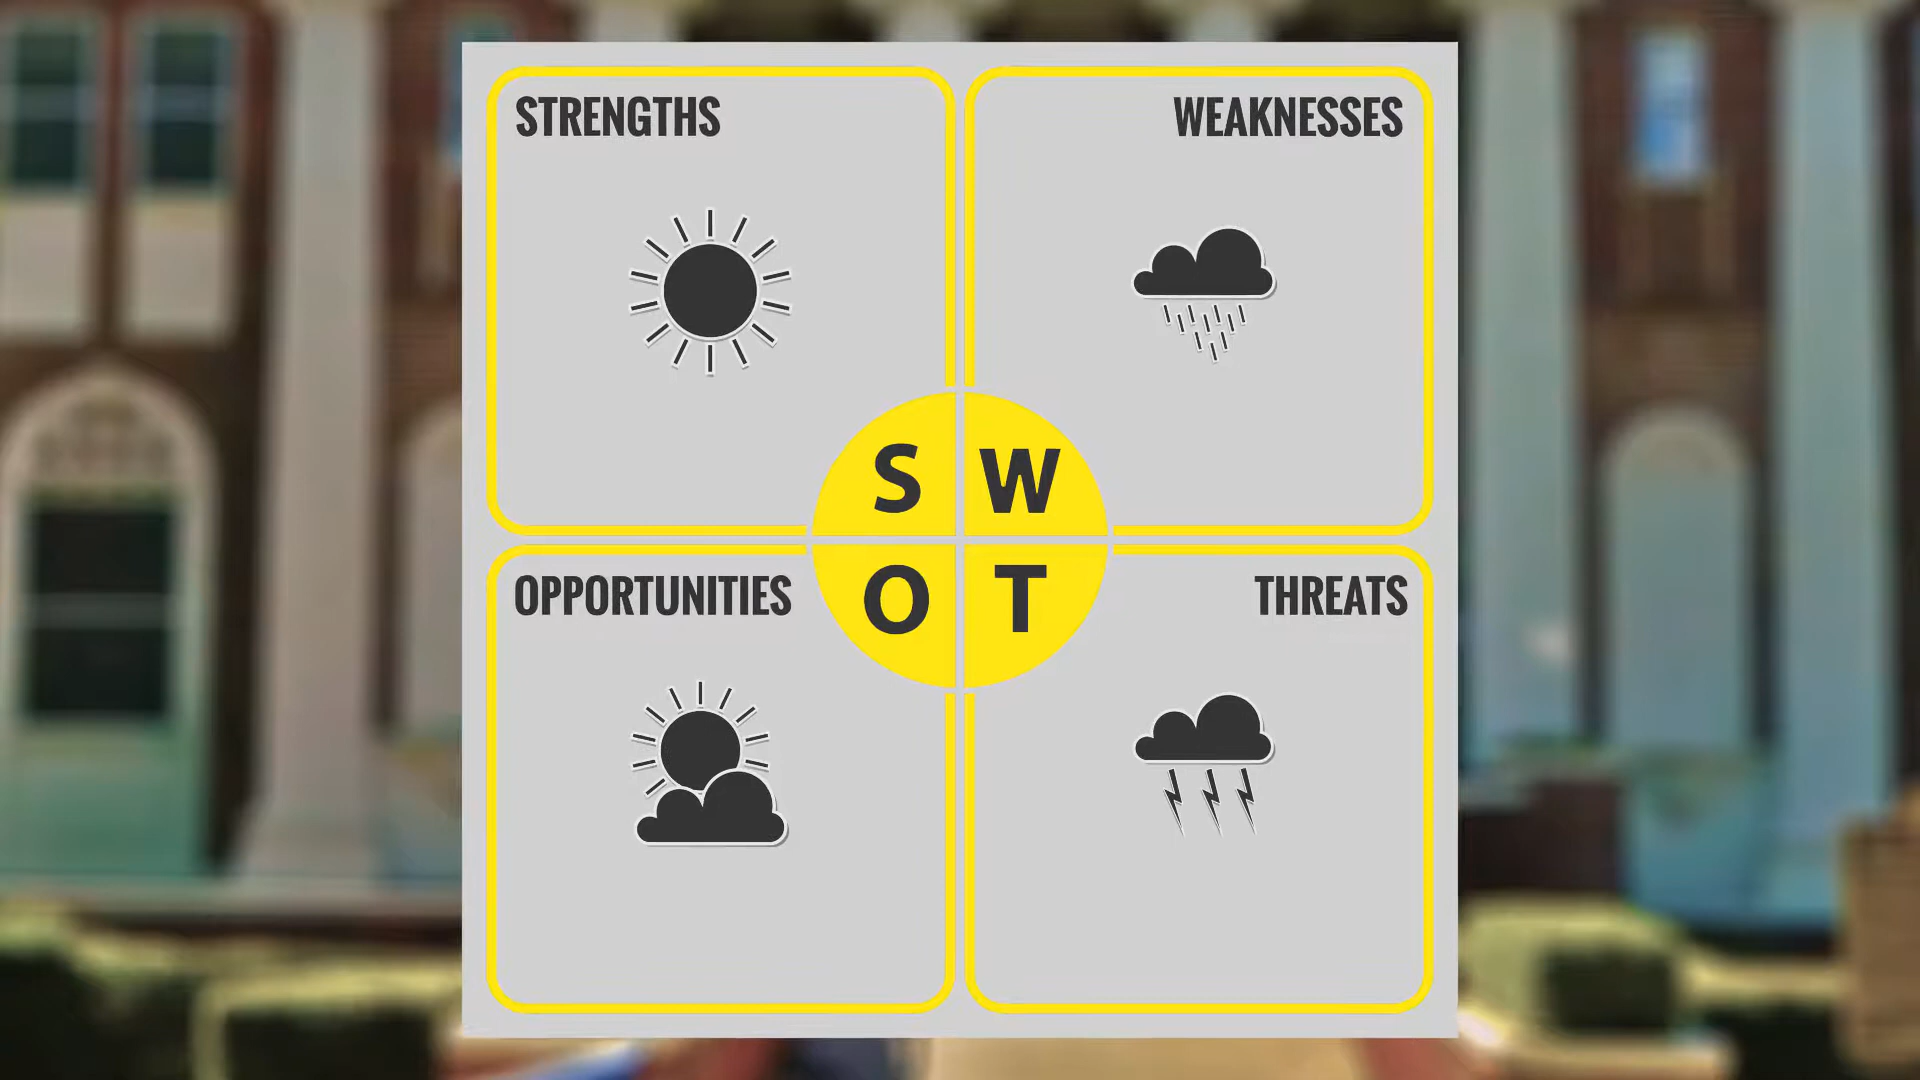 STRENGTHS
WEAKNESSES
S W
O T
OPPORTUNITIES
THREATS